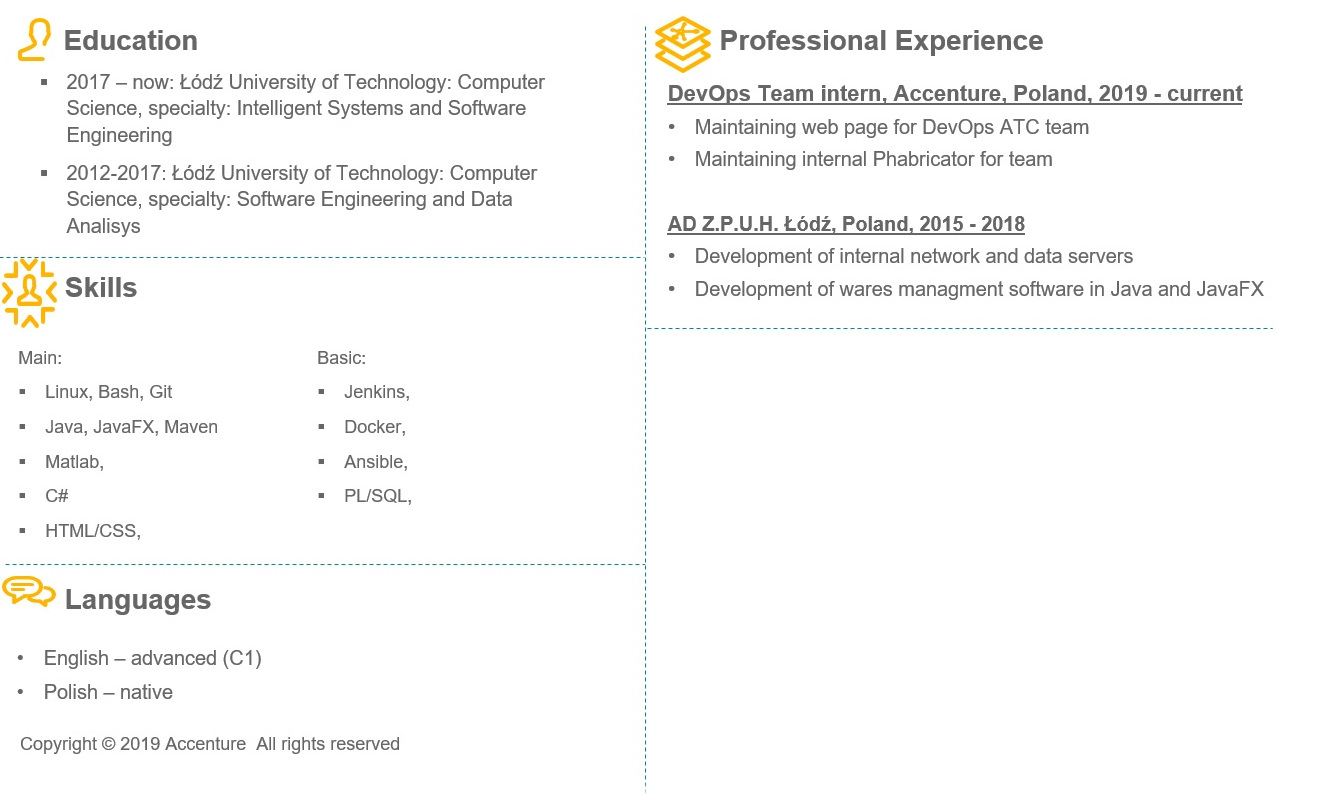 Education
▪ 2017 – now: Łódź University of Technology: Computer
Science, specialty: Intelligent Systems and Software
Engineering
▪ 2012-2017: Łódź University of Technology: Computer
Science, specialty: Software Engineering and Data
Analisys
Skills
Main:
▪ Linux, Bash, Git
▪ Java, JavaFX, Maven
▪ Matlab,
▪ C#
▪ HTML/CSS,
Basic:
▪ Jenkins,
▪ Docker,
▪ Ansible,
▪ PL/SQL,
Languages
• English – advanced (C1)
• Polish – native
Copyright © 2019 Accenture  All rights reserved
Professional Experience
DevOps Team intern, Accenture, Poland, 2019 - current
• Maintaining web page for DevOps ATC team
• Maintaining internal Phabricator for team
AD Z.P.U.H. Łódź, Poland, 2015 - 2018
• Development of internal network and data servers
• Development of wares managment software in Java and JavaFX